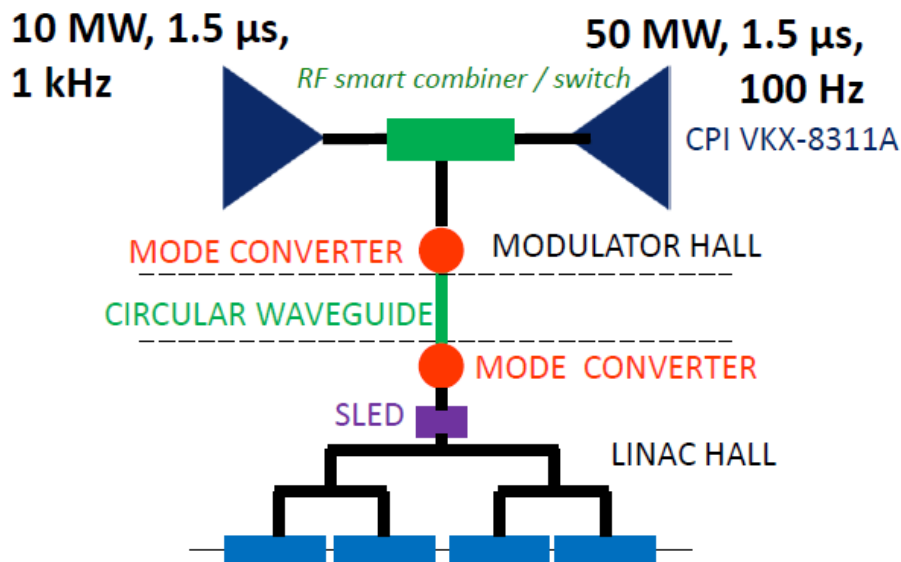 10 MW, 1.5 µs,
1 kHz
RF smart combiner / switch
50 MW, 1.5 µs,
100 Hz
CPI VKX-8311A
MODE CONVERTER
MODULATOR HALL
CIRCULAR WAVEGUIDE
MODE CONVERTER
SLED
LINAC HALL